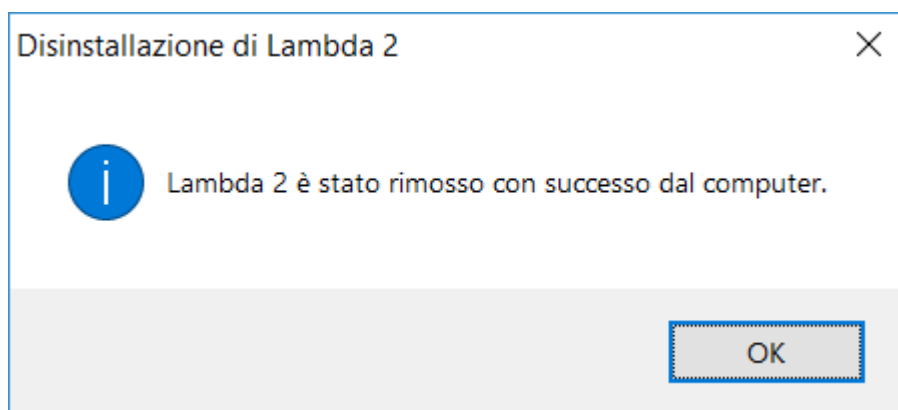 Disinstallazione di Lambda 2
Lambda 2 è stato rimosso con successo dal computer.
OK